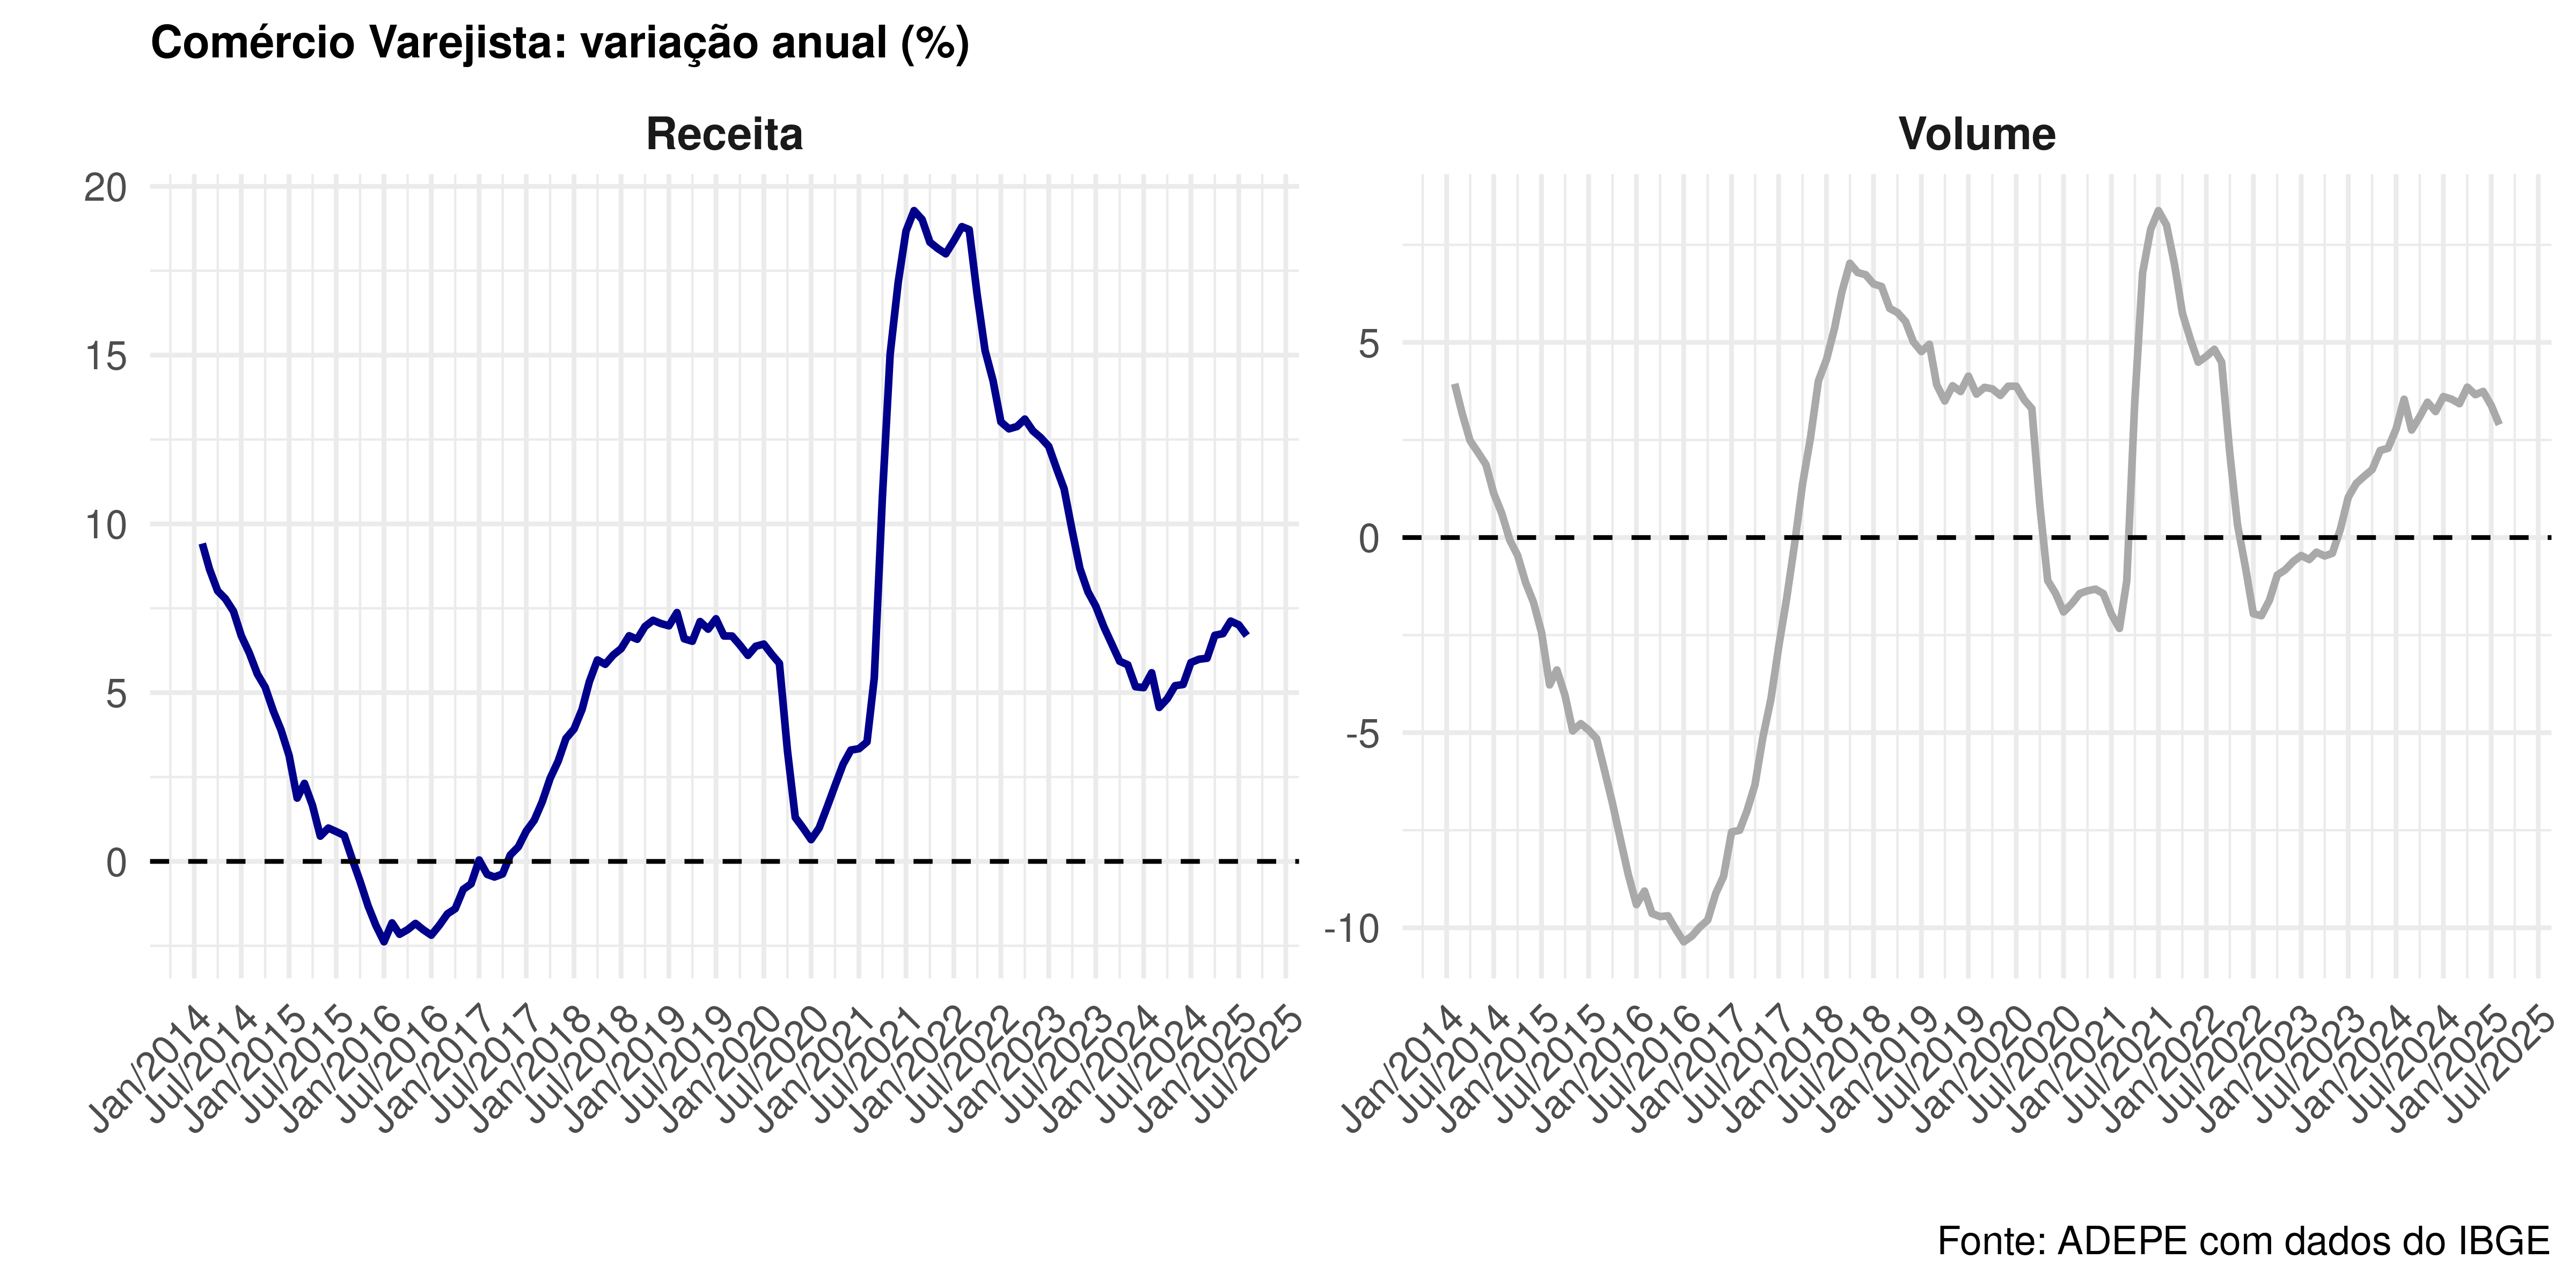 Comércio Varejista: variação anual (%)
Receita
20
15
10
5
0
Jan/2014
Jul/2014
Jan/2015
Jul/2015
Jan/2016
Jul/2016
Jan/2017
Jul/2017
Jan/2018
Jul/2018
Jan/2019
Jul/2019
Jan/2020
Jul/2020
Jan/2021
Jul/2021
Jan/2022
Jul/2022
Jan/2023
Jul/2023
Jan/2024
Jul/2024
Jan/2025
Jul/2025
Volume
5
0
-5
-10
Jan/2014
Jul/2014
Jan/2015
Jul/2015
Jan/2016
Jul/2016
Jan/2017
Jul/2017
Jan/2018
Jul/2018
Jan/2019
Jul/2019
Jan/2020
Jul/2020
Jan/2021
Jul/2021
Jan/2022
Jul/2022
Jan/2023
Jul/2023
Jan/2024
Jul/2024
Jan/2025
Jul/2025
Fonte: ADEPE com dados do IBGE